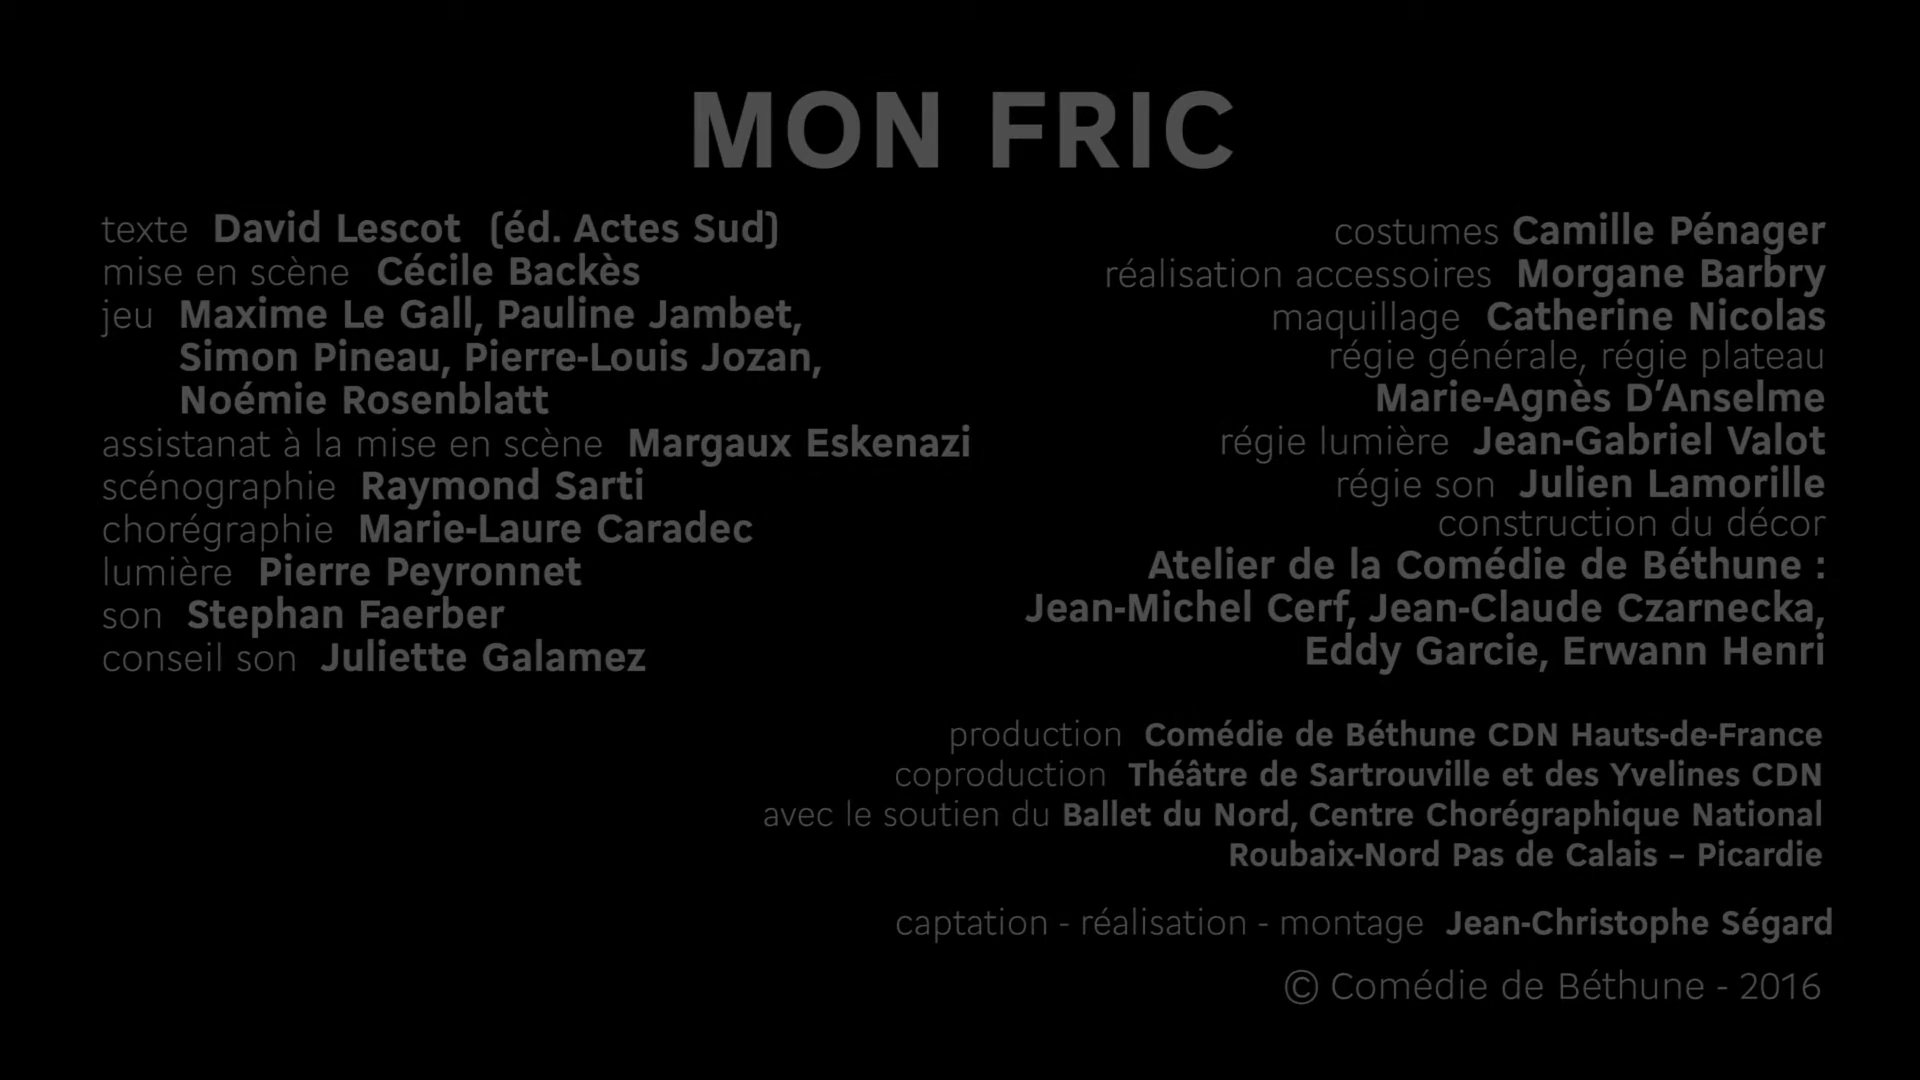 MON FRIC
texte David Lescot (éd. Actes Sud)
mise en scène Cécile Backès
jeu Maxime Le Gall, Pauline Jambet,
Simon Pineau, Pierre-Louis Jozan,
Noémie Rosenblatt
assistanat à la mise en scène Margaux Eskenazi
scénographie Raymond Sarti
chorégraphie Marie-Laure Caradec
lumière Pierre Peyronnet
son Stephan Faerber
conseil son Juliette Galamez
costumes Camille Pénager
réalisation accessoires Morgane Barbry
maquillage Catherine Nicolas
régie générale, régie plateau
Marie-Agnès D’Anselme
régie lumière Jean-Gabriel Valot
régie son Julien Lamorille
construction du décor
Atelier de la Comédie de Béthune :
Jean-Michel Cerf, Jean-Claude Czarnecka,
Eddy Garcie, Erwann Henri
production Comédie de Béthune CDN Hauts-de-France
coproduction Théâtre de Sartrouville et des Yvelines CDN
avec le soutien du Ballet du Nord, Centre Chorégraphique National
Roubaix-Nord Pas de Calais – Picardie
captation - réalisation - montage Jean-Christophe Ségard
© Comédie de Béthune - 2016